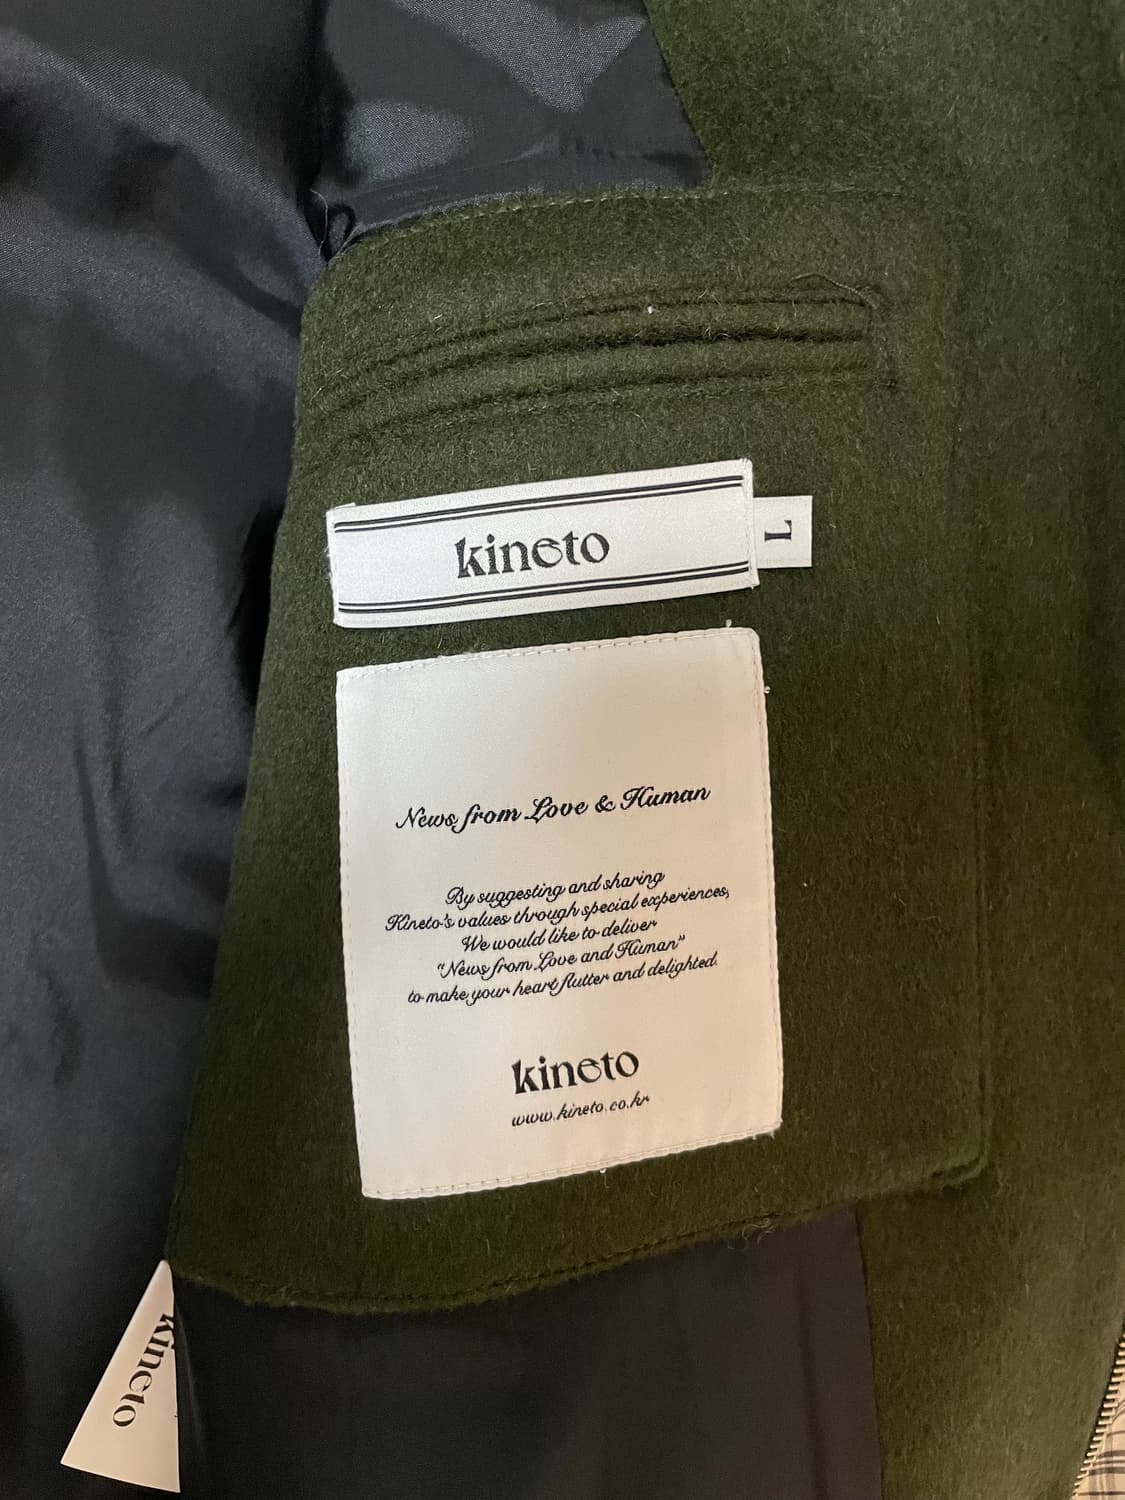 kineto
L
News from Love & Human
By suggesting and sharing
Kineto's values through special experiences,
We would like to deliver
"News from Love and Human"
to make your heart flutter and delighted.
kineto
www.kineto.co.kr
kineto